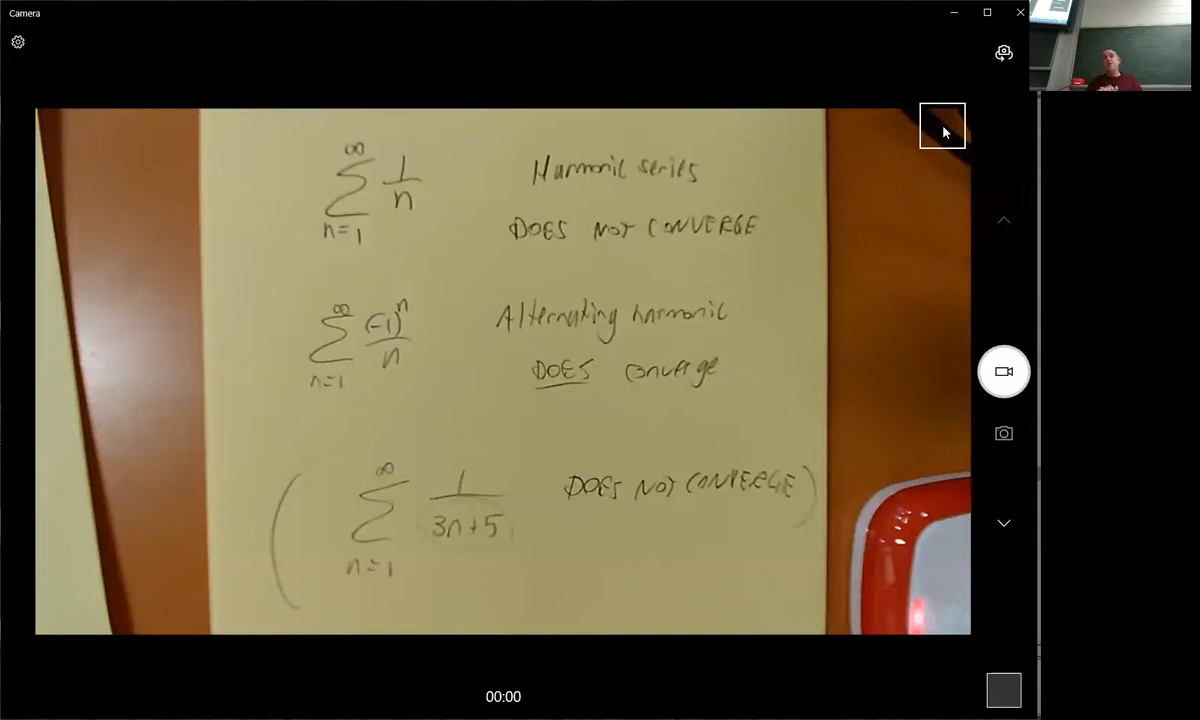 Camera
∞
∑ 1/n
n=1
Harmonic series
DOES NOT CONVERGE
∞
∑ (-1)^n/n
n=1
Alternating harmonic
DOES converge
∞
( ∑ 1/(3n+5) DOES NOT CONVERGE )
n=1
00:00